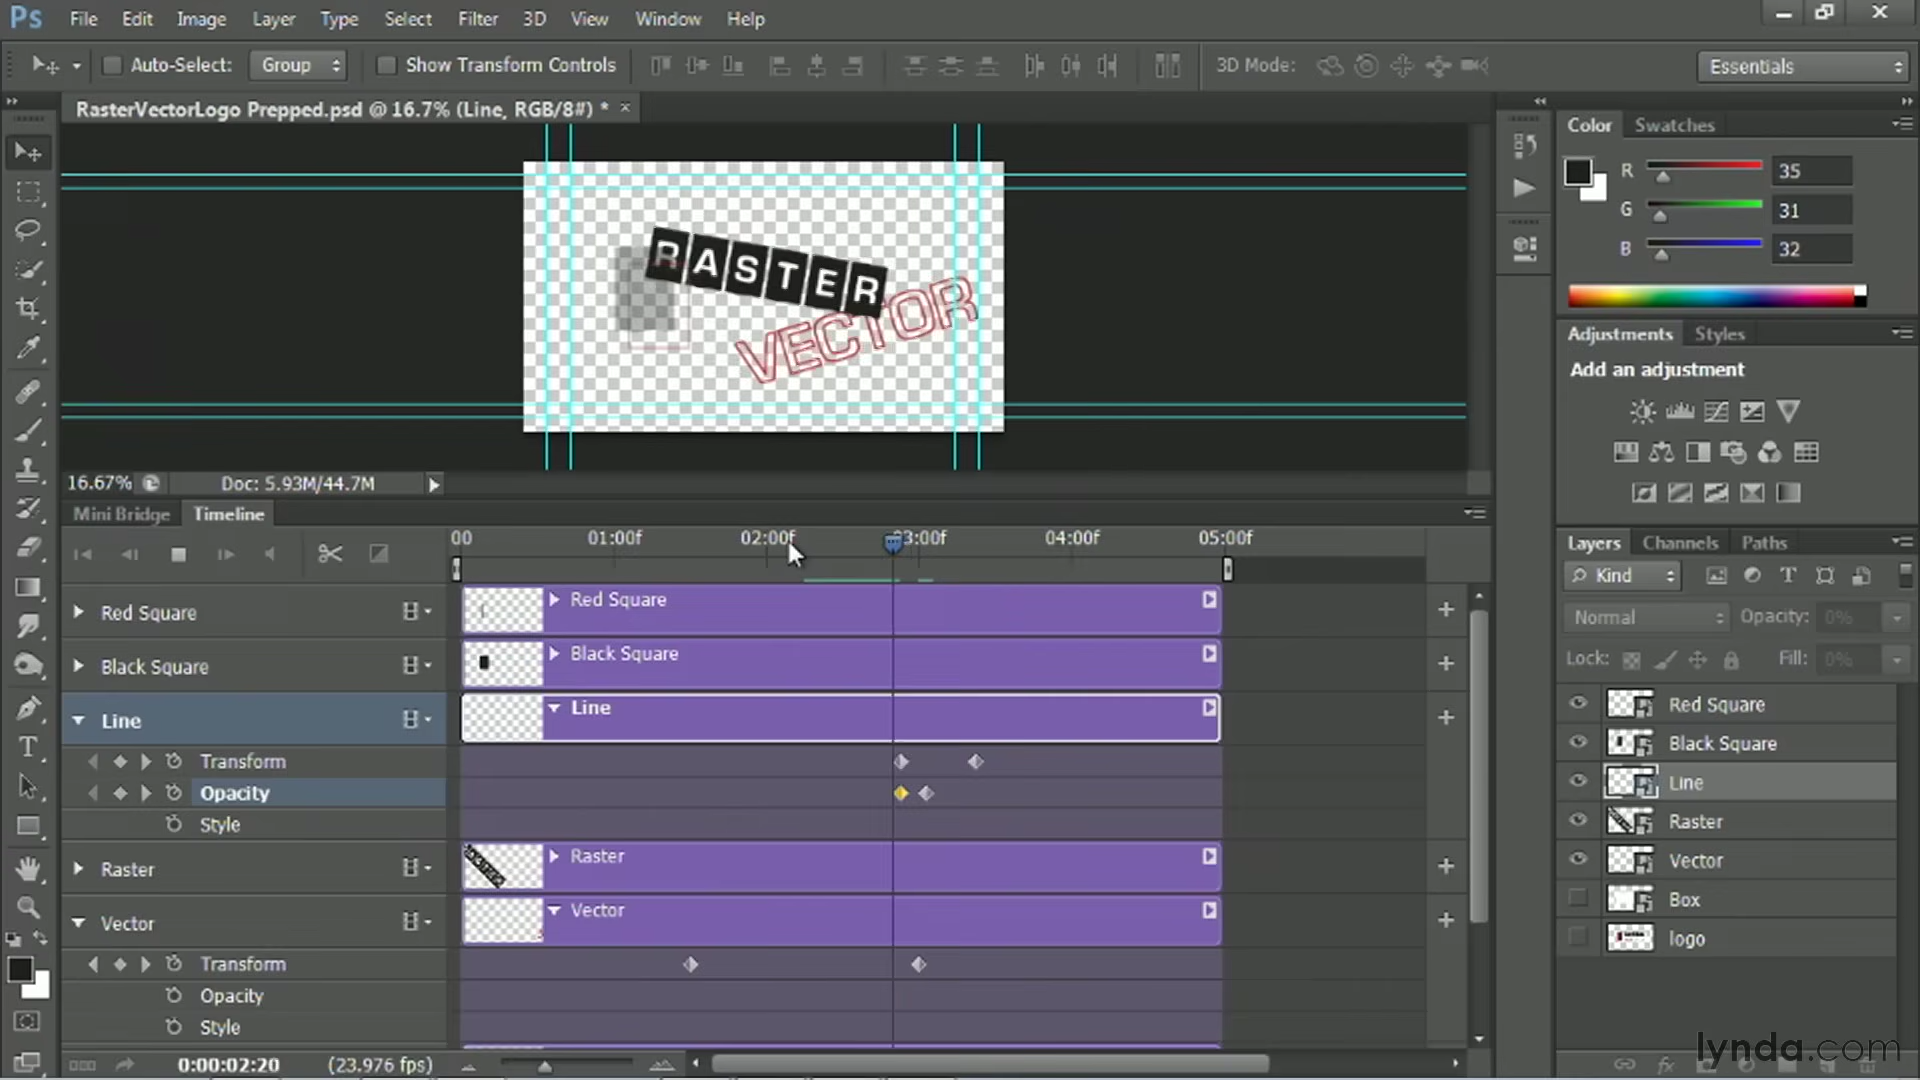 Ps File Edit Image Layer Type Select Filter 3D View Window Help
Auto-Select: Group Show Transform Controls 3D Mode: Essentials
RasterVectorLogo Prepped.psd @ 16.7% (Line, RGB/8#) * ×
RASTER
VECTOR
16.67% Doc: 5.93M/44.7M
Mini Bridge Timeline
00 01:00f 02:00f 03:00f 04:00f 05:00f
Red Square Red Square
Black Square Black Square
Line Line
Transform
Opacity
Style
Raster Raster
Vector Vector
Transform
Opacity
Style
0:00:02:20 (23.976 fps)
Color Swatches
R 35
G 31
B 32
Adjustments Styles
Add an adjustment
Layers Channels Paths
Kind
Normal Opacity: 0%
Lock: Fill: 0%
Red Square
Black Square
Line
Raster
Vector
Box
logo
lynda.com